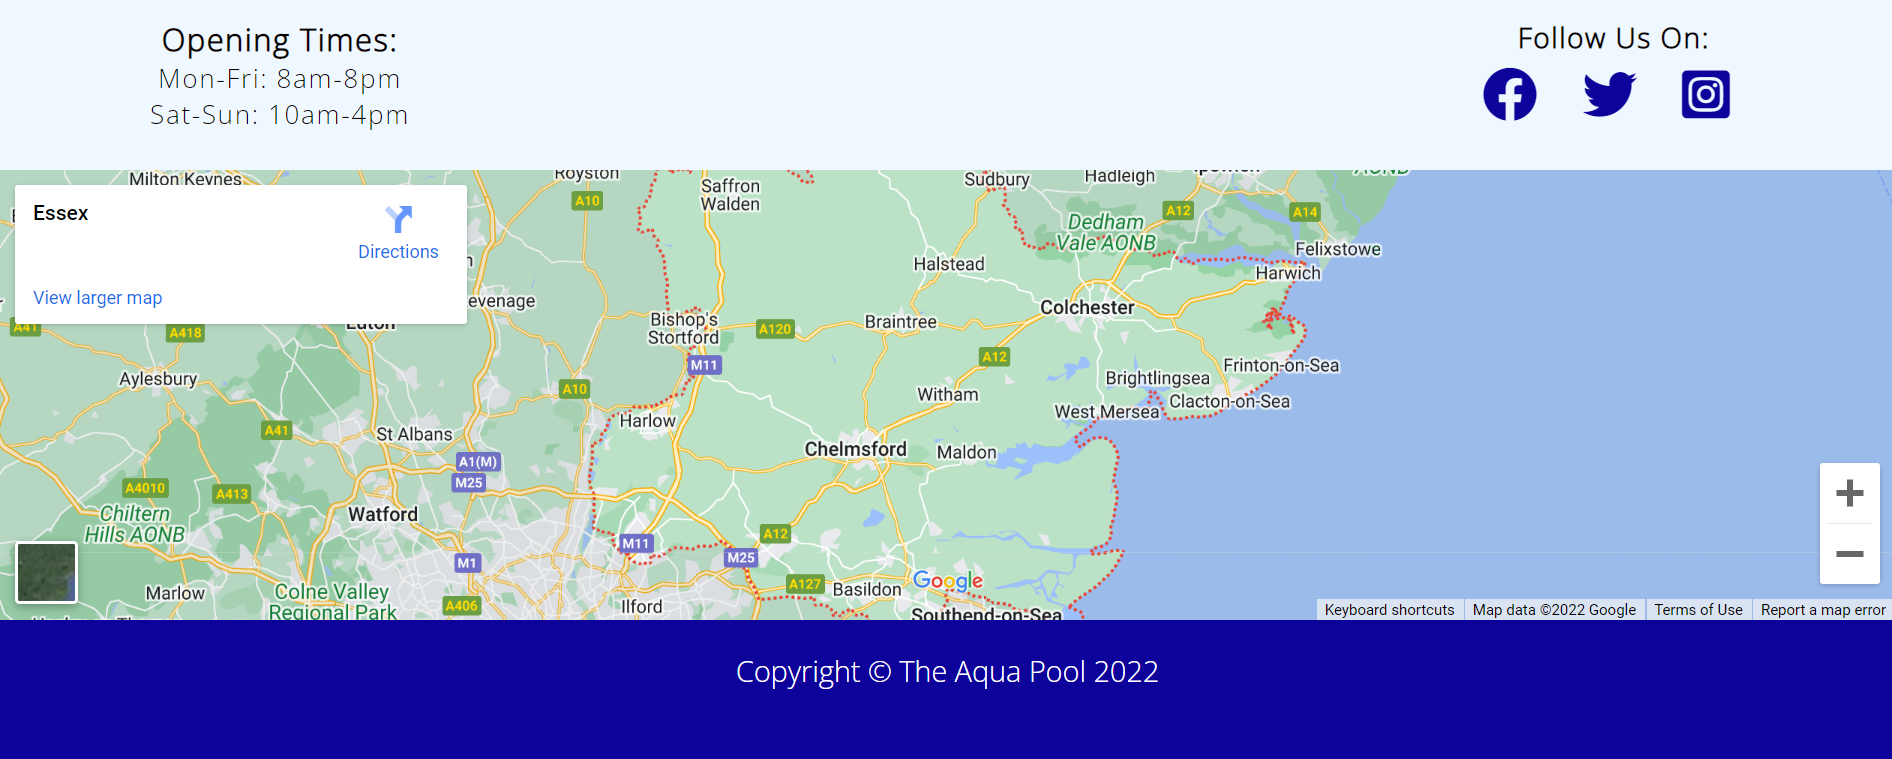 Opening Times:
Mon-Fri: 8am-8pm
Sat-Sun: 10am-4pm
Follow Us On:
Essex
Directions
View larger map
Milton Keynes
Royston
A10
Saffron
Walden
Sudbury
Hadleigh
A12
A14
Dedham
Vale AONB
Felixstowe
Harwich
Halstead
Colchester
A41
A418
Bishop's
Stortford
A120
Braintree
A12
M11
Frinton-on-Sea
Aylesbury
A10
Witham
Brightlingsea
Clacton-on-Sea
West Mersea
Harlow
A41
St Albans
Chelmsford
Maldon
A1(M)
M25
A4010
A413
Chiltern
Hills AONB
Watford
A12
M11
M25
M1
A127
Basildon
Google
Marlow
Colne Valley
Regional Park
A406
Ilford
Southend-on-Sea
Keyboard shortcuts
Map data ©2022 Google
Terms of Use
Report a map error
Copyright © The Aqua Pool 2022